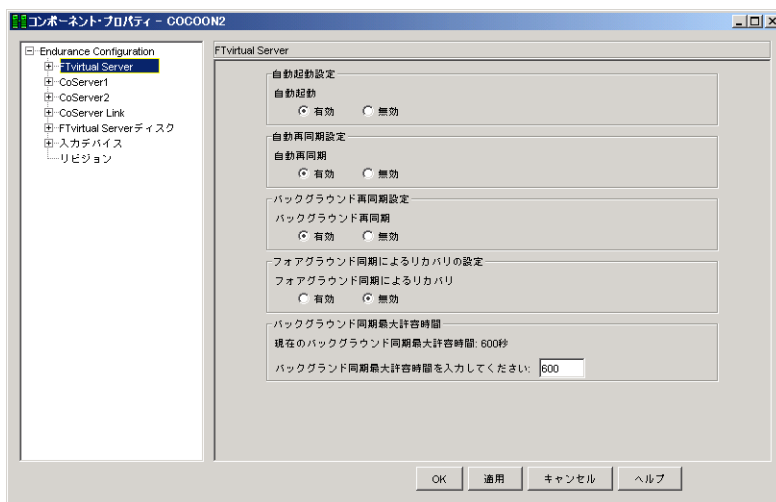 コンポーネント・プロパティ - COCOON2
Endurance Configuration
FTvirtual Server
CoServer1
CoServer2
CoServer Link
FTvirtual Serverディスク
入力デバイス
リビジョン
FTvirtual Server
自動起動設定
自動起動
有効 無効
自動再同期設定
自動再同期
有効 無効
バックグラウンド再同期設定
バックグラウンド再同期
有効 無効
フォアグラウンド同期によるリカバリの設定
フォアグラウンド同期によるリカバリ
有効 無効
バックグラウンド同期最大許容時間
現在のバックグラウンド同期最大許容時間: 600秒
バックグランド同期最大許容時間を入力してください: 600
OK 適用 キャンセル ヘルプ